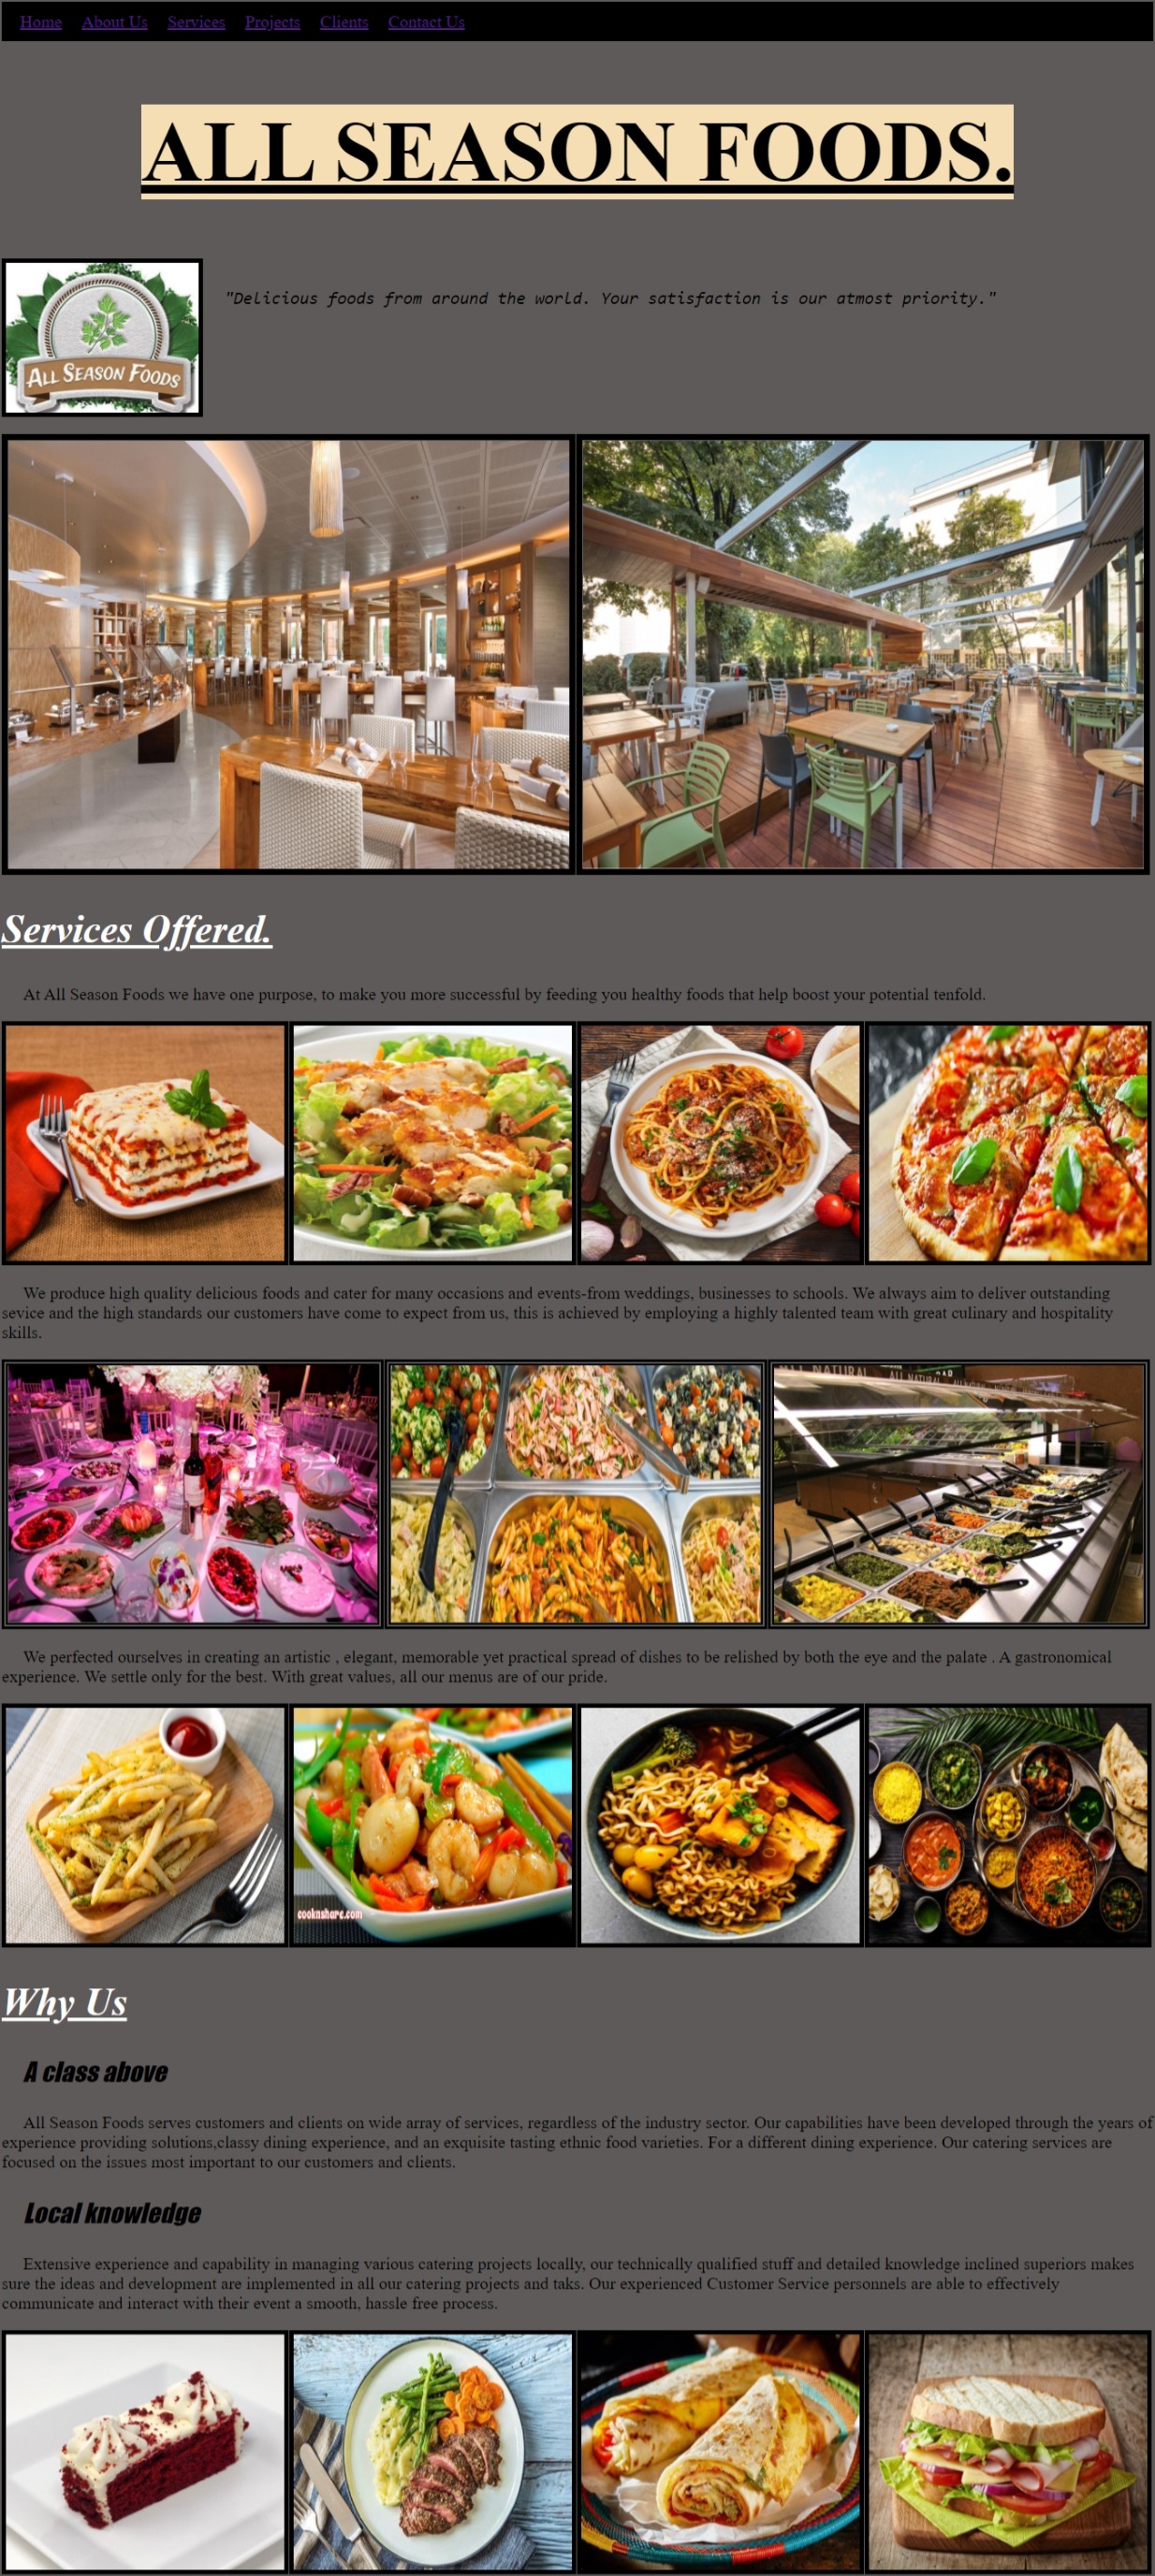 Home About Us Services Projects Clients Contact Us
ALL SEASON FOODS.
ALL SEASON FOODS
"Delicious foods from around the world. Your satisfaction is our atmost priority."
Services Offered.
At All Season Foods we have one purpose, to make you more successful by feeding you healthy foods that help boost your potential tenfold.
We produce high quality delicious foods and cater for many occasions and events-from weddings, businesses to schools. We always aim to deliver outstanding
sevice and the high standards our customers have come to expect from us, this is achieved by employing a highly talented team with great culinary and hospitality
skills.
ALL NATURAL
We perfected ourselves in creating an artistic , elegant, memorable yet practical spread of dishes to be relished by both the eye and the palate . A gastronomical
experience. We settle only for the best. With great values, all our menus are of our pride.
cooknshare.com
Why Us
A class above
All Season Foods serves customers and clients on wide array of services, regardless of the industry sector. Our capabilities have been developed through the years of
experience providing solutions,classy dining experience, and an exquisite tasting ethnic food varieties. For a different dining experience. Our catering services are
focused on the issues most important to our customers and clients.
Local knowledge
Extensive experience and capability in managing various catering projects locally, our technically qualified stuff and detailed knowledge inclined superiors makes
sure the ideas and development are implemented in all our catering projects and taks. Our experienced Customer Service personnels are able to effectively
communicate and interact with their event a smooth, hassle free process.